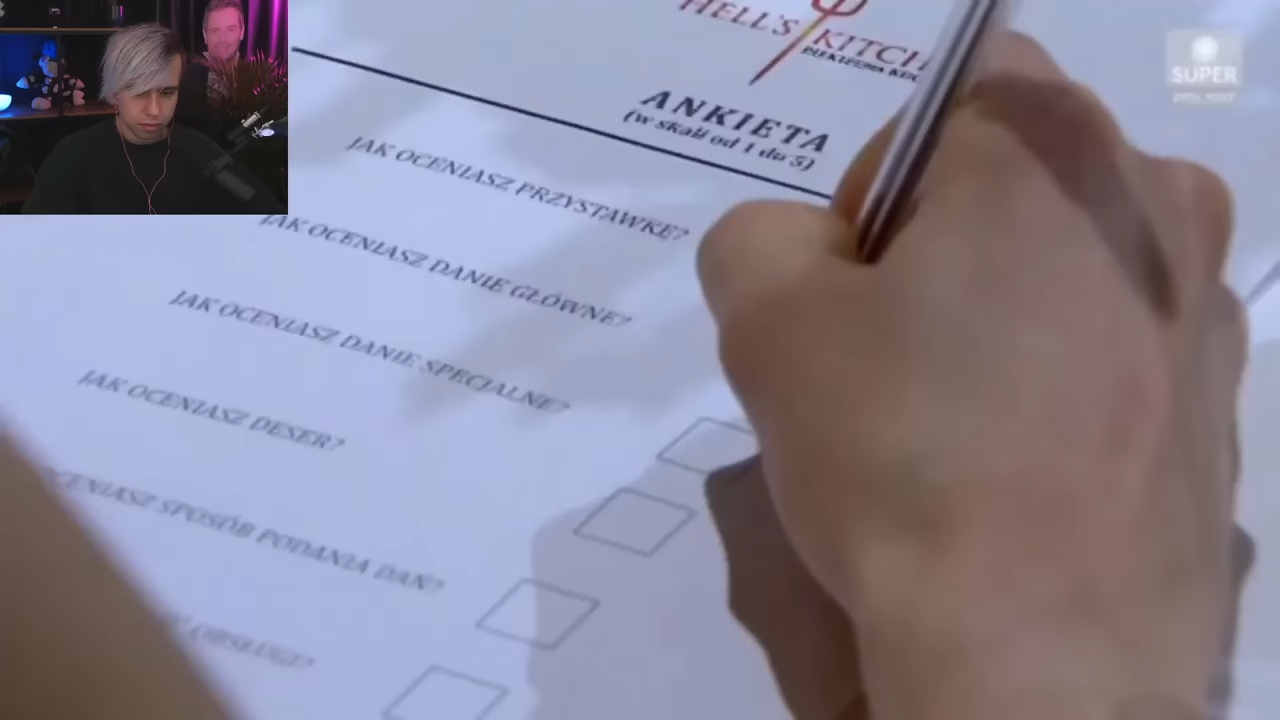 HELL'S KITCH
ANKIETA
(w skali od 1 do 5)
JAK OCENIASZ PRZYSTAWKĘ?
JAK OCENIASZ DANIE GŁÓWNE?
JAK OCENIASZ DANIE SPECJALNE?
JAK OCENIASZ DESER?
OCENIASZ SPOSÓB PODANIA DAŃ?
OBSŁUGĘ?
SUPER